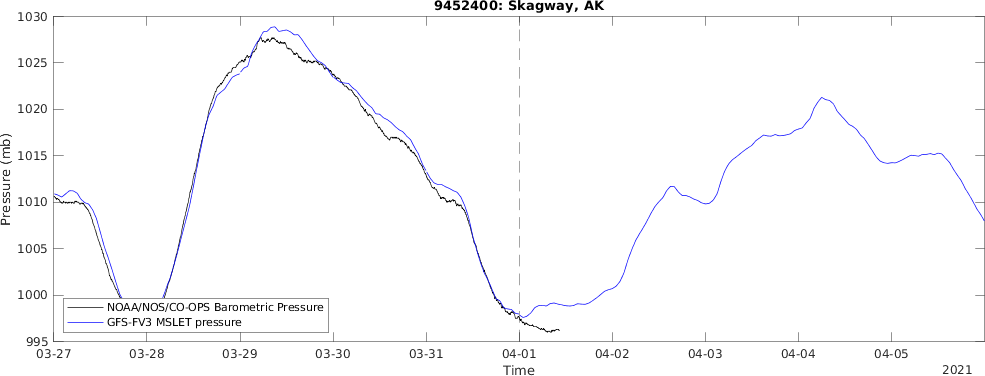 9452400: Skagway, AK
1030
1025
1020
1015
1010
1005
1000
995
Pressure (mb)
NOAA/NOS/CO-OPS Barometric Pressure
GFS-FV3 MSLET pressure
03-27 03-28 03-29 03-30 03-31 04-01 04-02 04-03 04-04 04-05
Time
2021